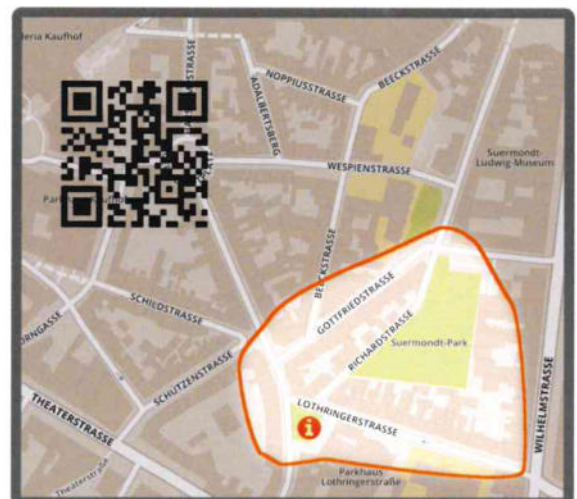 leria Kaufhof
NOPPIUSSTRASSE
BEECKSTRASSE
ADALBERTSBERG
WESPIENSTRASSE
Suermondt-
Ludwig-Museum
BEECKSTRASSE
SCHILDSTRASSE
GOTTFRIEDSTRASSE
RICHARDSTRASSE
Suermondt-Park
SCHÜTZENSTRASSE
THEATERSTRASSE
LOTHRINGERSTRASSE
i
WILHELMSTRASSE
Theaterstraße
Parkhaus
Lothringerstraße